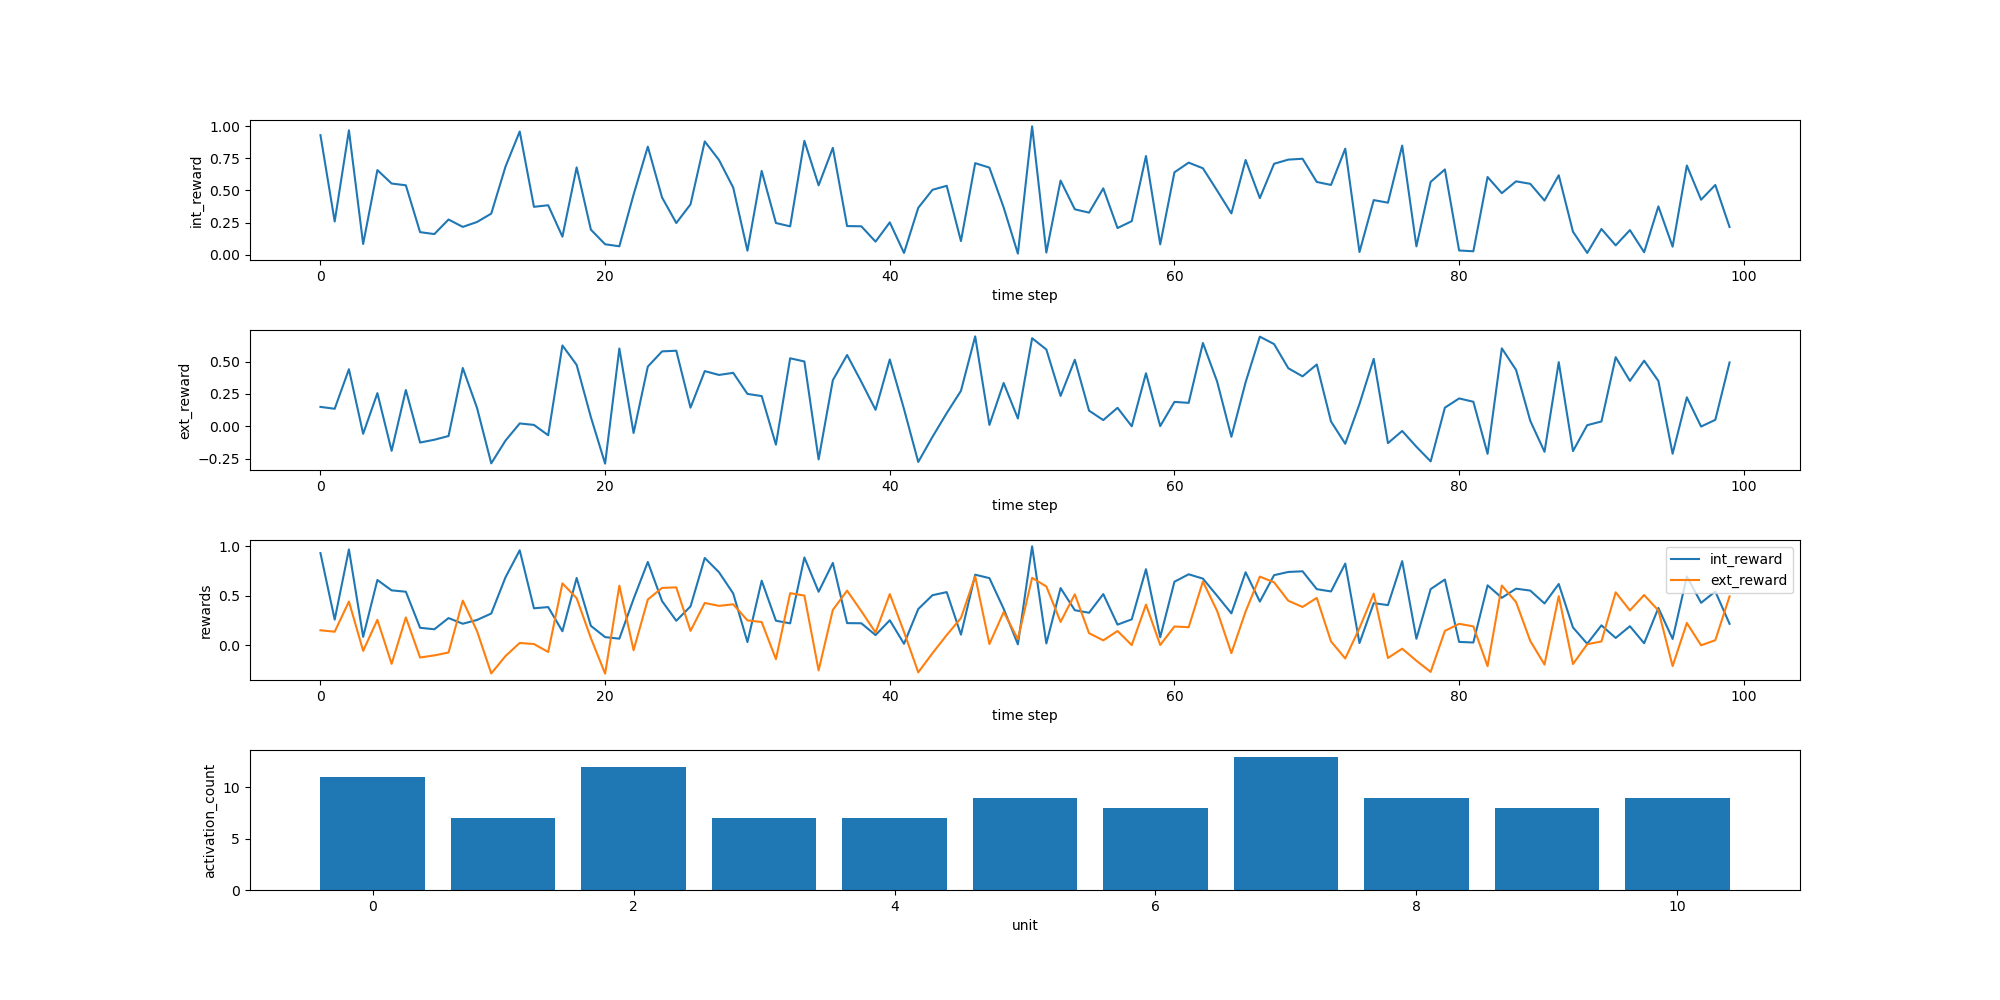 1.00
0.75
0.50
0.25
0.00
int_reward
0 20 40 60 80 100
time step
0.50
0.25
0.00
−0.25
ext_reward
0 20 40 60 80 100
time step
1.0
0.5
0.0
rewards
int_reward
ext_reward
0 20 40 60 80 100
time step
10
5
0
activation_count
0 2 4 6 8 10
unit